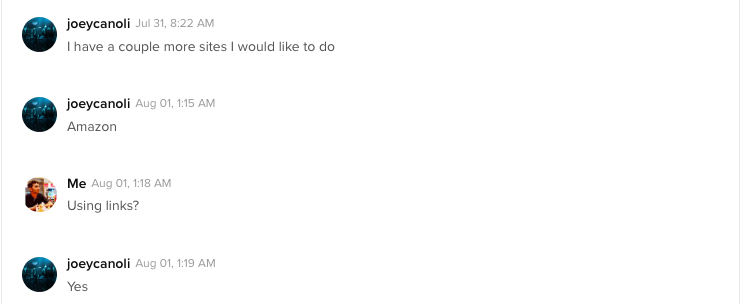 joeycanoli Jul 31, 8:22 AM
I have a couple more sites I would like to do
joeycanoli Aug 01, 1:15 AM
Amazon
Me Aug 01, 1:18 AM
Using links?
joeycanoli Aug 01, 1:19 AM
Yes